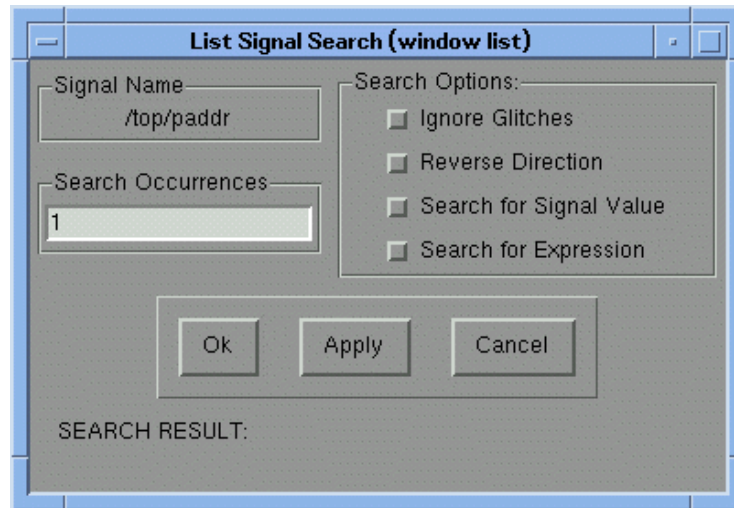 List Signal Search (window list)
Signal Name
/top/paddr
Search Occurrences
1
Search Options:
Ignore Glitches
Reverse Direction
Search for Signal Value
Search for Expression
Ok
Apply
Cancel
SEARCH RESULT: